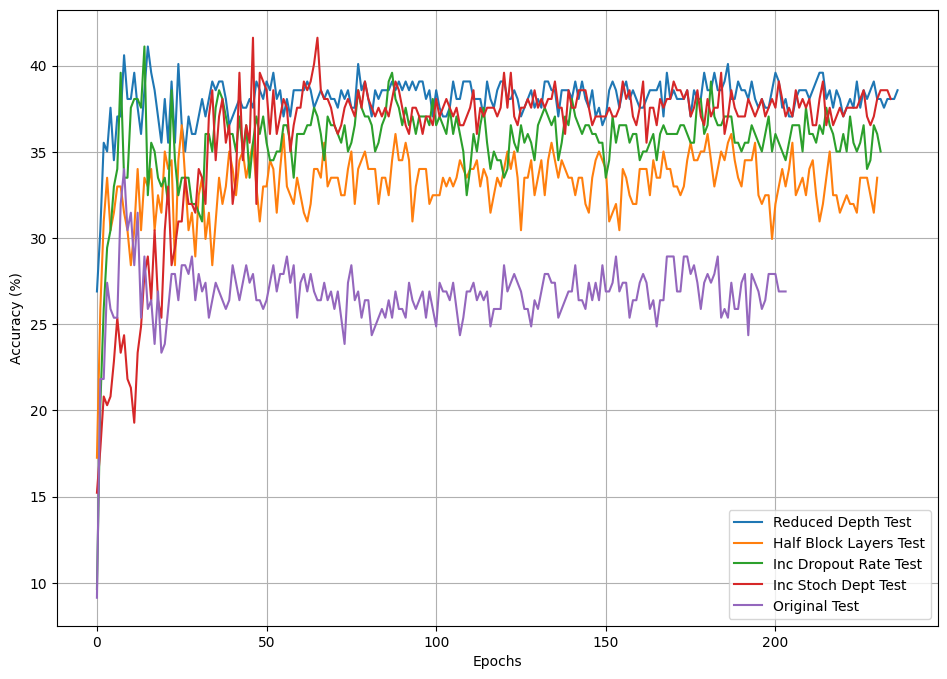 40
35
30
25
20
15
10
Accuracy (%)
0
50
100
150
200
Epochs
Reduced Depth Test
Half Block Layers Test
Inc Dropout Rate Test
Inc Stoch Dept Test
Original Test